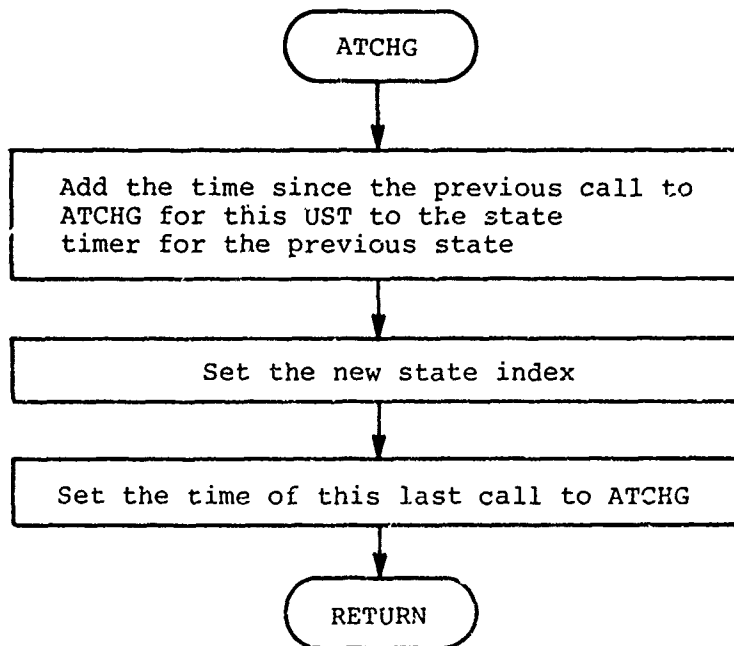 ATCHG
Add the time since the previous call to
ATCHG for this UST to the state
timer for the previous state
Set the new state index
Set the time of this last call to ATCHG
RETURN